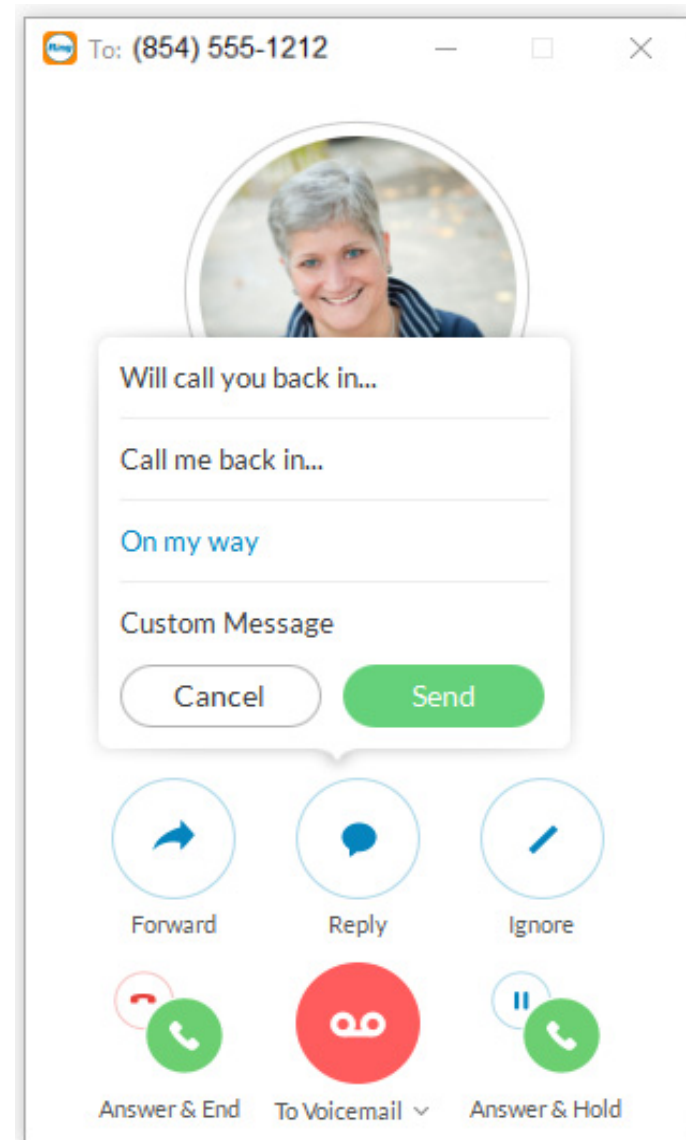 Ring To: (854) 555-1212
Will call you back in...
Call me back in...
On my way
Custom Message
Cancel Send
Forward Reply Ignore
Answer & End To Voicemail Answer & Hold